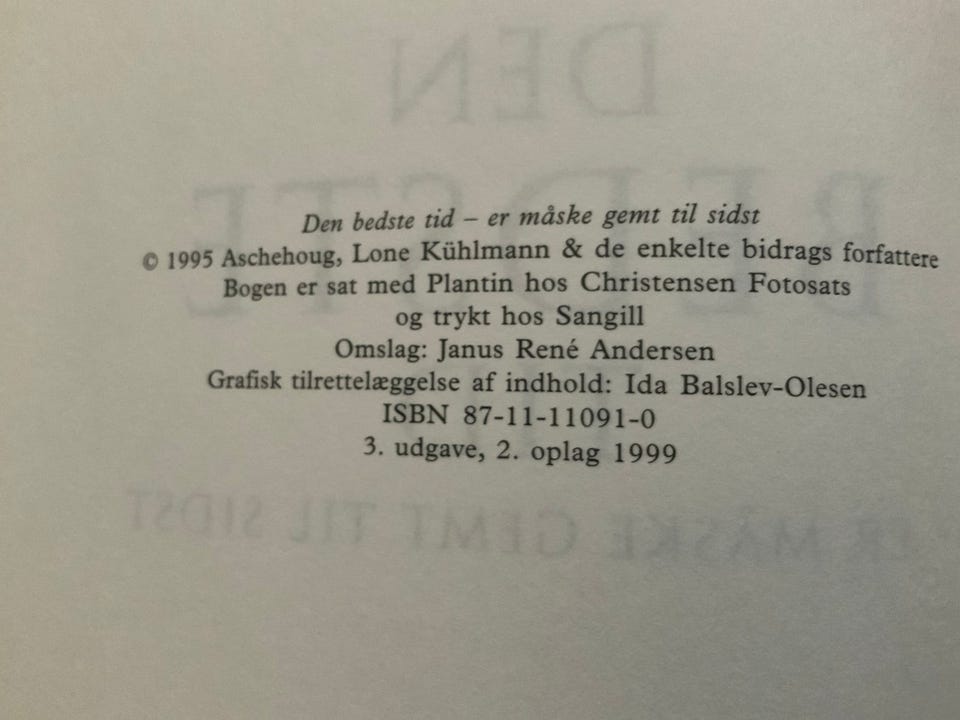 Den bedste tid – er måske gemt til sidst
© 1995 Aschehoug, Lone Kühlmann & de enkelte bidrags forfattere
Bogen er sat med Plantin hos Christensen Fotosats
og trykt hos Sangill
Omslag: Janus René Andersen
Grafisk tilrettelæggelse af indhold: Ida Balslev-Olesen
ISBN 87-11-11091-0
3. udgave, 2. oplag 1999